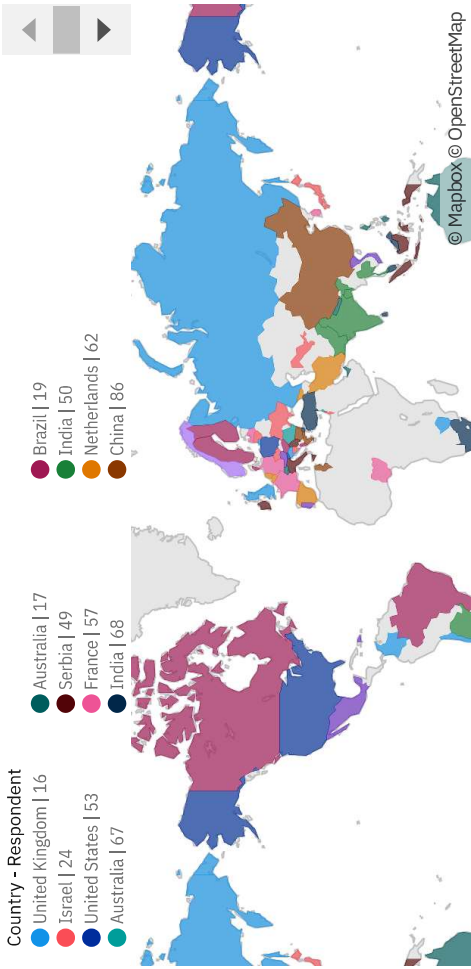 Country - Respondent
United Kingdom | 16
Australia | 17
Brazil | 19
Israel | 24
Serbia | 49
India | 50
United States | 53
France | 57
Netherlands | 62
Australia | 67
India | 68
China | 86
© Mapbox © OpenStreetMap